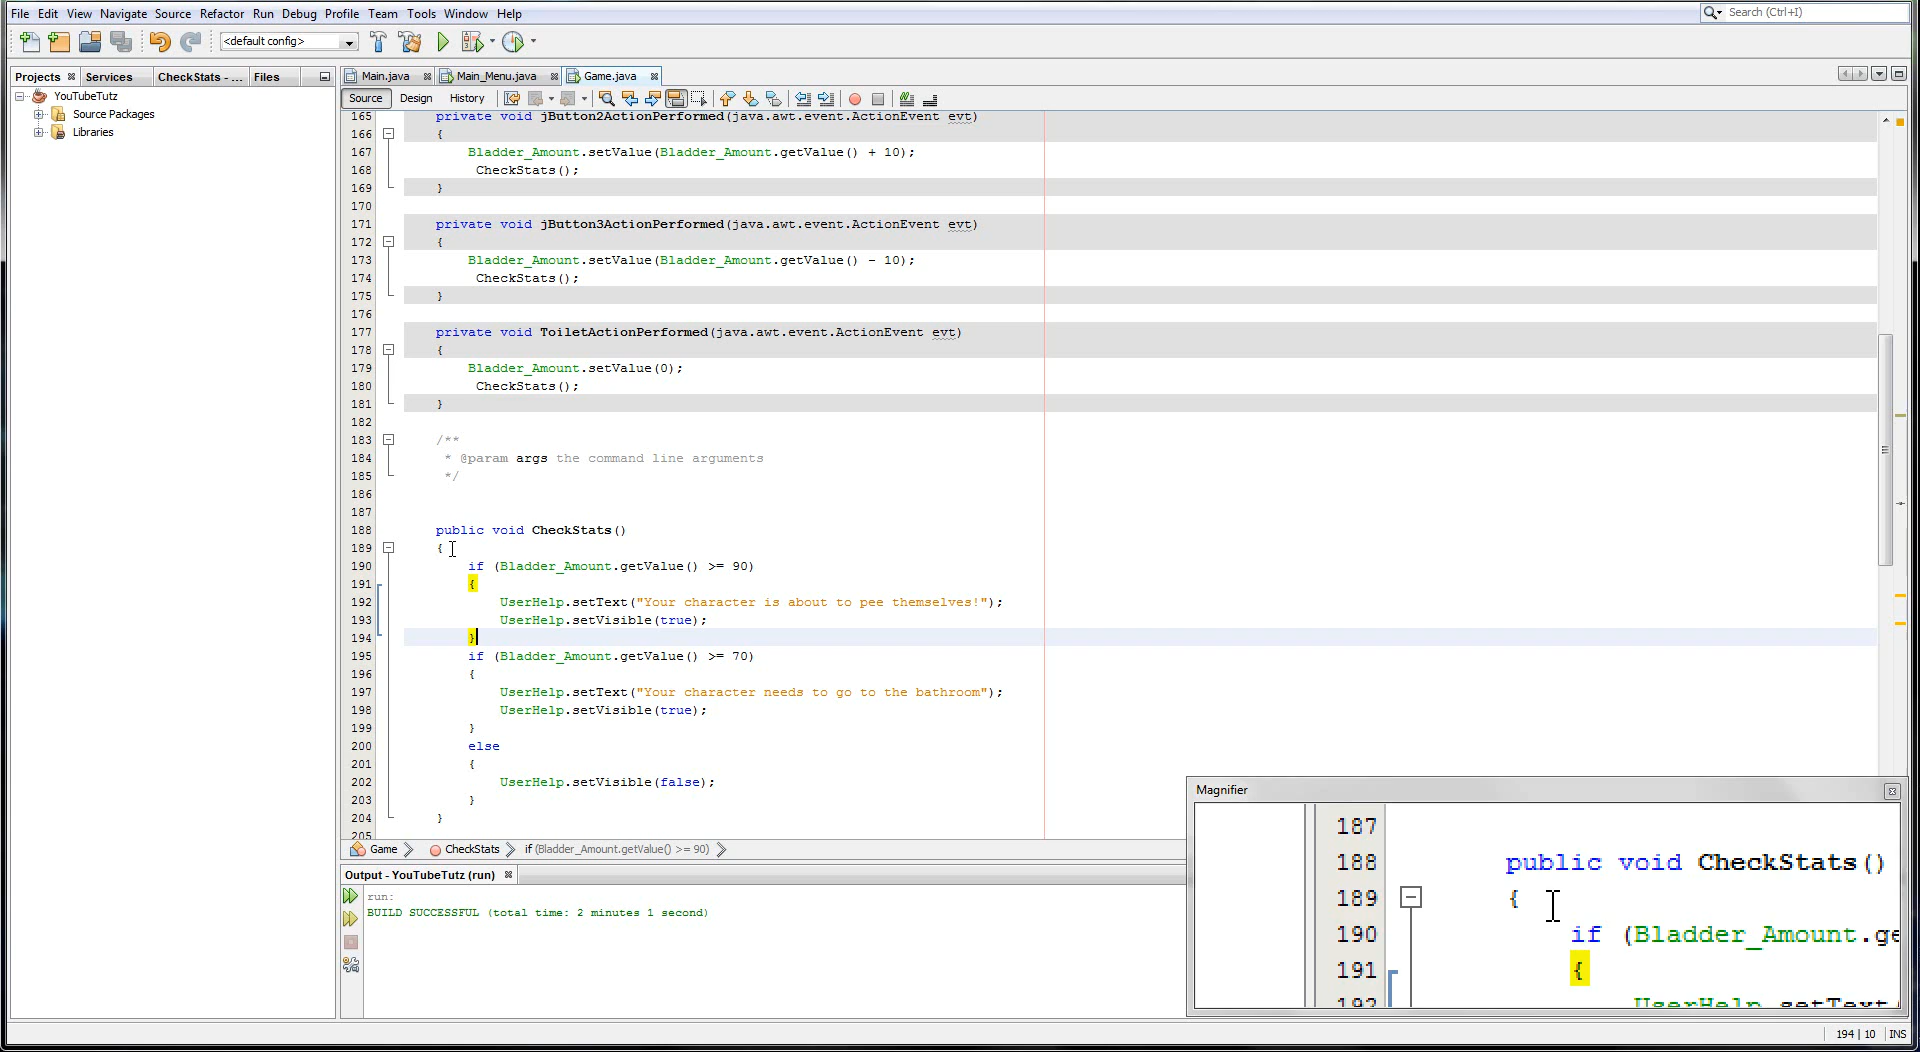 File Edit View Navigate Source Refactor Run Debug Profile Team Tools Window Help
Search (Ctrl+I)
<default config>
Projects Services CheckStats - ... Files
Main.java Main_Menu.java Game.java
YouTubeTutz
Source Packages
Libraries
Source Design History
165 private void jButton2ActionPerformed(java.awt.event.ActionEvent evt)
166 {
167 Bladder_Amount.setValue(Bladder_Amount.getValue() + 10);
168 CheckStats();
169 }
170
171 private void jButton3ActionPerformed(java.awt.event.ActionEvent evt)
172 {
173 Bladder_Amount.setValue(Bladder_Amount.getValue() - 10);
174 CheckStats();
175 }
176
177 private void ToiletActionPerformed(java.awt.event.ActionEvent evt)
178 {
179 Bladder_Amount.setValue(0);
180 CheckStats();
181 }
182
183 /**
184 * @param args the command line arguments
185 */
186
187
188 public void CheckStats()
189 {
190 if (Bladder_Amount.getValue() >= 90)
191 {
192 UserHelp.setText("Your character is about to pee themselves!");
193 UserHelp.setVisible(true);
194 }
195 if (Bladder_Amount.getValue() >= 70)
196 {
197 UserHelp.setText("Your character needs to go to the bathroom");
198 UserHelp.setVisible(true);
199 }
200 else
201 {
202 UserHelp.setVisible(false);
203 }
204 }
205
Game CheckStats if (Bladder_Amount.getValue() >= 90)
Output - YouTubeTutz (run)
run:
BUILD SUCCESSFUL (total time: 2 minutes 1 second)
Magnifier
187
188 public void CheckStats()
189 {
190 if (Bladder_Amount.ge
191 {
192 UserHelp.setText(
194 | 10 INS